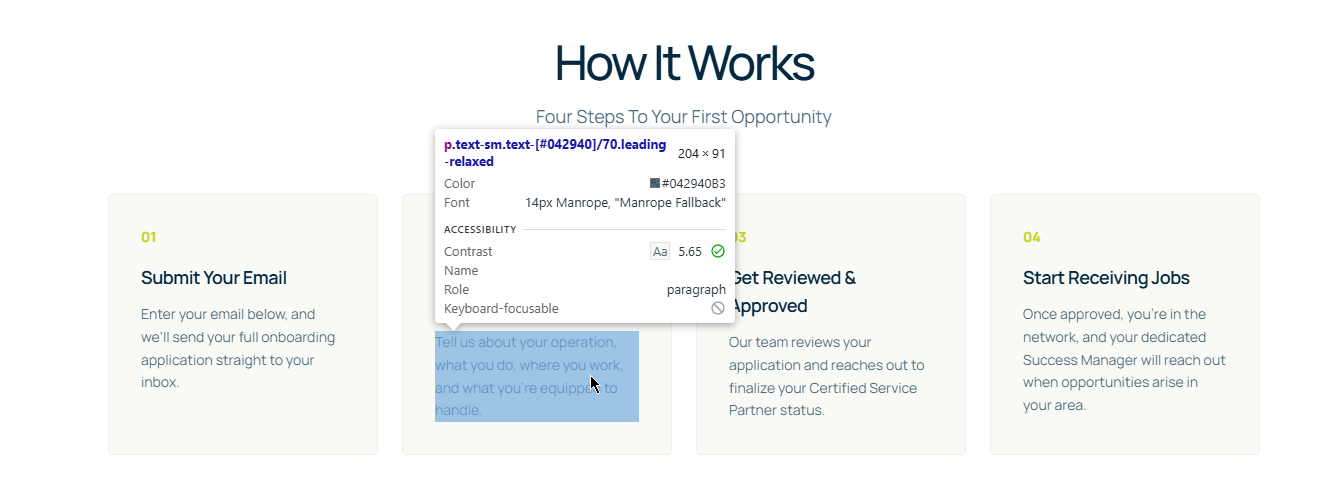 How It Works
Four Steps To Your First Opportunity
p.text-sm.text-[#042940]/70.leading
-relaxed
204 × 91
Color
#042940B3
Font
14px Manrope, "Manrope Fallback"
ACCESSIBILITY
Contrast
Aa 5.65
Name
Role
paragraph
Keyboard-focusable
01
Submit Your Email
Enter your email below, and
we'll send your full onboarding
application straight to your
inbox.
Tell us about your operation,
what you do, where you work,
and what you're equipped to
handle.
03
Get Reviewed &
Approved
Our team reviews your
application and reaches out to
finalize your Certified Service
Partner status.
04
Start Receiving Jobs
Once approved, you're in the
network, and your dedicated
Success Manager will reach out
when opportunities arise in
your area.